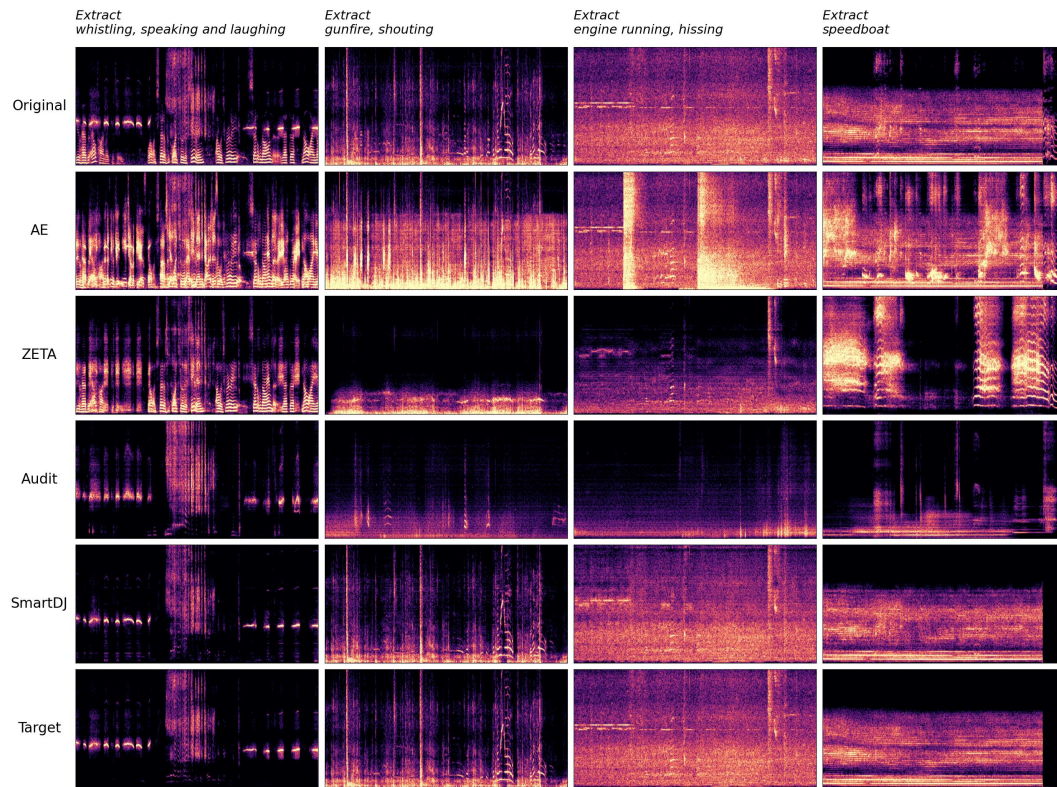 Extract
whistling, speaking and laughing
Extract
gunfire, shouting
Extract
engine running, hissing
Extract
speedboat
Original
AE
ZETA
Audit
SmartDJ
Target